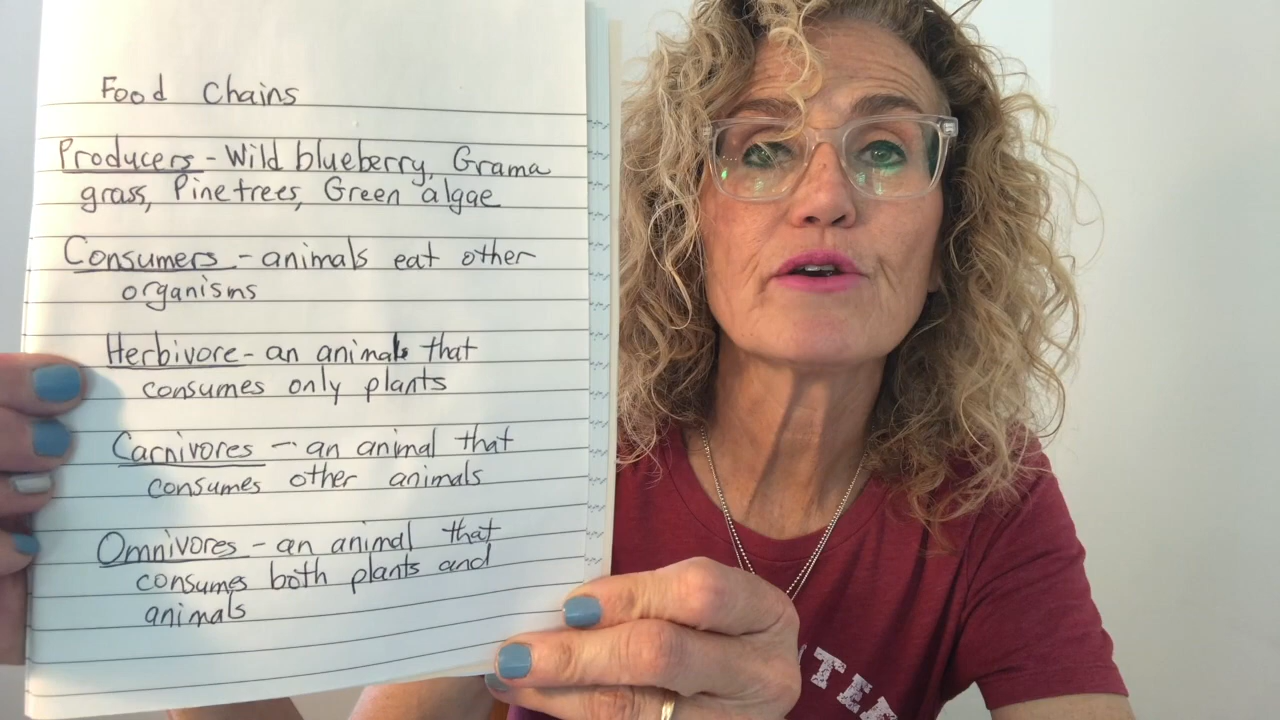 Food Chains
Producers - Wild blueberry, Grama
grass, Pine trees, Green algae
Consumers - animals eat other
organisms
Herbivore - an animal that
consumes only plants
Carnivores - an animal that
consumes other animals
Omnivores - an animal that
consumes both plants and
animals